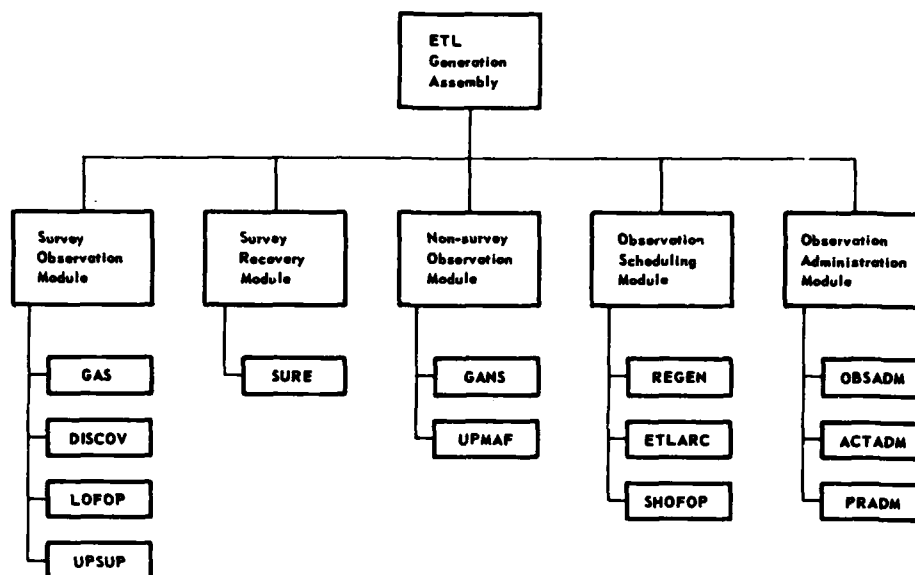 ETL
Generation
Assembly
Survey
Observation
Module
Survey
Recovery
Module
Non-survey
Observation
Module
Observation
Scheduling
Module
Observation
Administration
Module
GAS
DISCOV
LOFOP
UPSUP
SURE
GANS
UPMAF
REGEN
ETLARC
SHOFOP
OBSADM
ACTADM
PRADM